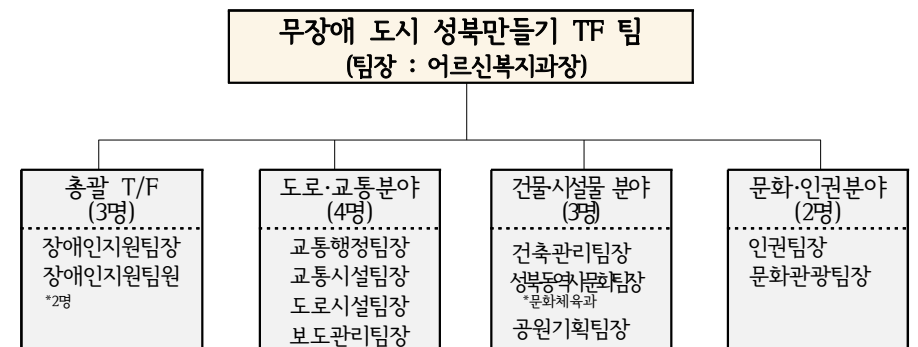 무장애 도시 성북만들기 TF 팀
(팀장 : 어르신복지과장)
총괄 T/F
(3명)
장애인지원팀장
장애인지원팀원
*2명
도로·교통분야
(4명)
교통행정팀장
교통시설팀장
도로시설팀장
보도관리팀장
건물·시설물 분야
(3명)
건축관리팀장
성북동역사문화팀장
*문화체육과
공원기획팀장
문화·인권분야
(2명)
인권팀장
문화관광팀장